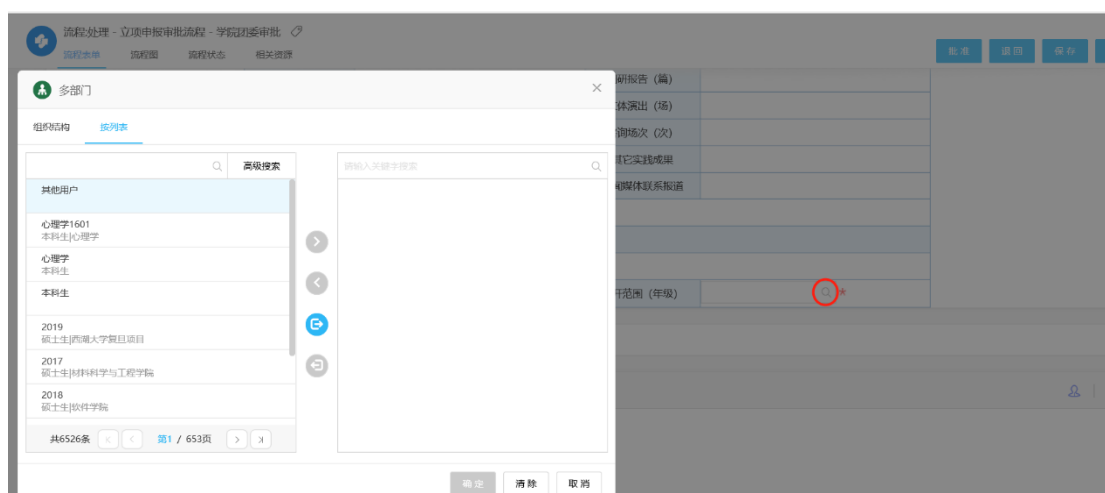 流程处理 - 立项申报审批流程 - 学院团委审批
流程表单 流程图 流程状态 相关资源
批准 退回 保存
多部门
组织结构 按列表
高级搜索
请输入关键字搜索
其他用户
心理学1601
本科生|心理学
心理学
本科生
本科生
2019
硕士生|西湖大学复旦项目
2017
硕士生|材料科学与工程学院
2018
硕士生|软件学院
共6526条 第1 / 653页
确定 清除 取消
研报告（篇）
体演出（场）
询场次（次）
其它实践成果
闻媒体联系报道
开范围（年级） *